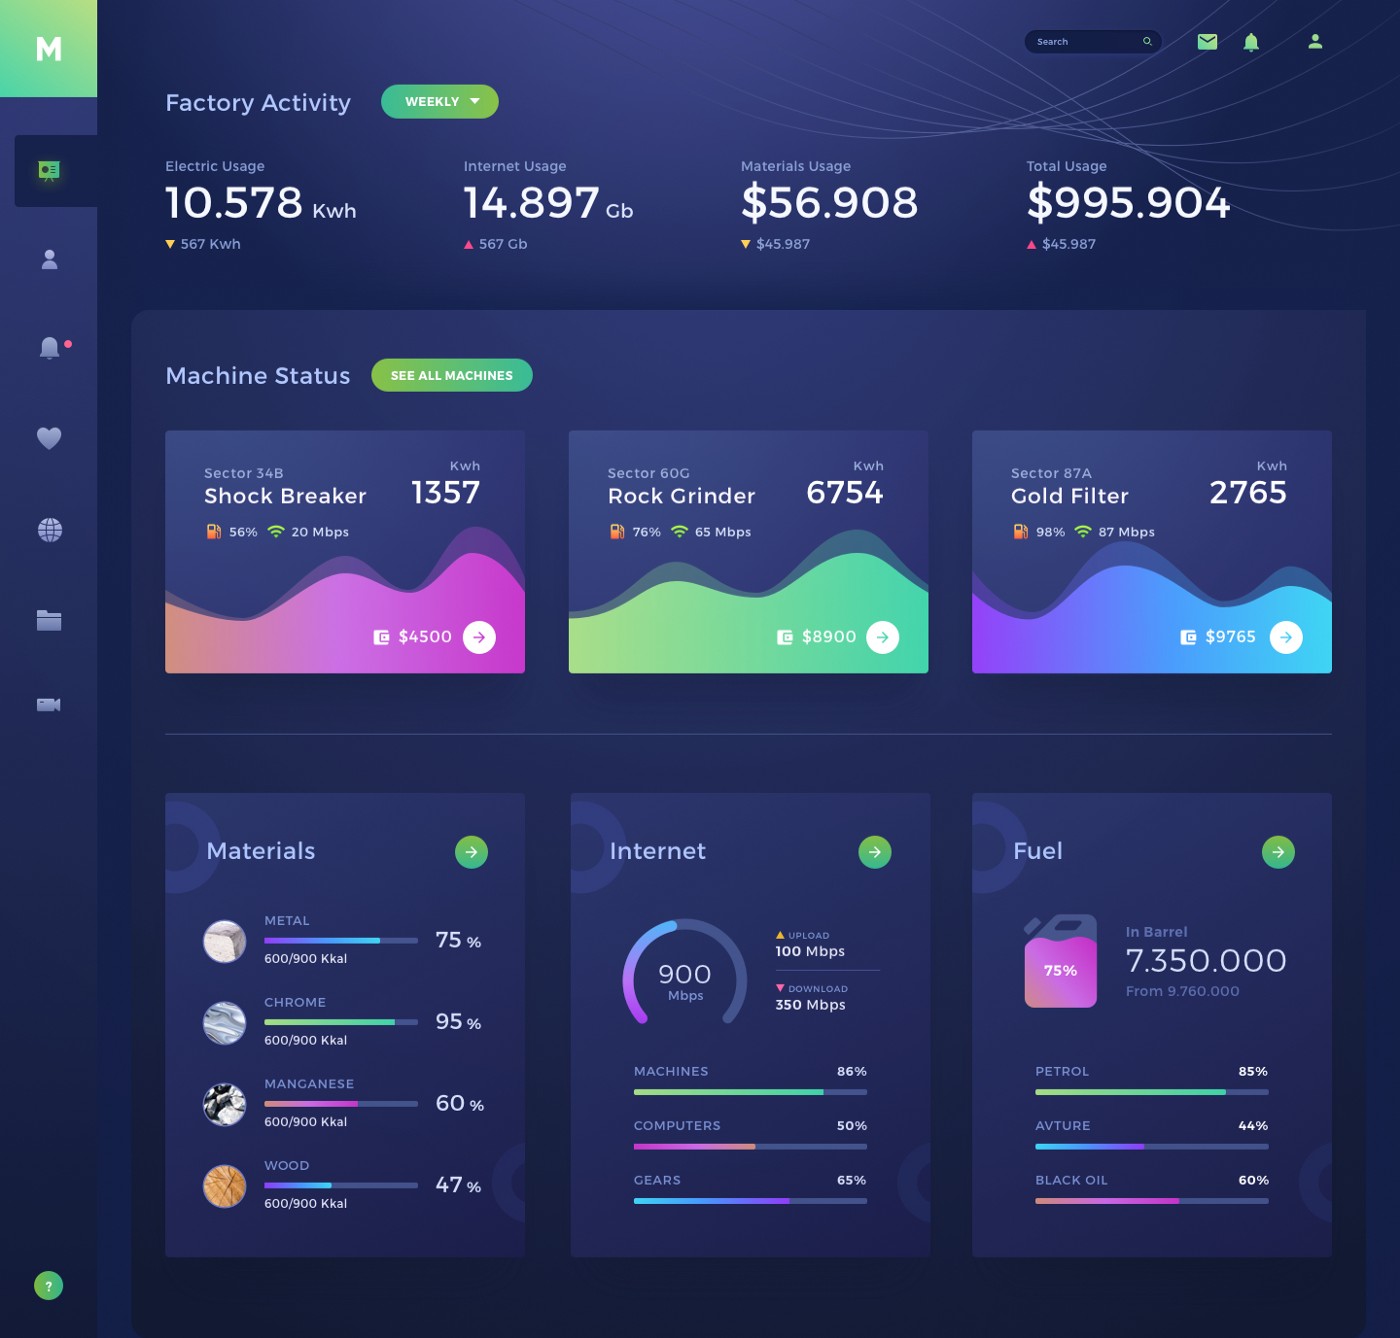 M
Search
Factory Activity
WEEKLY
Electric Usage
10.578 Kwh
567 Kwh
Internet Usage
14.897 Gb
567 Gb
Materials Usage
$56.908
$45.987
Total Usage
$995.904
$45.987
Machine Status
SEE ALL MACHINES
Sector 34B
Shock Breaker
Kwh
1357
56% 20 Mbps
$4500
Sector 60G
Rock Grinder
Kwh
6754
76% 65 Mbps
$8900
Sector 87A
Gold Filter
Kwh
2765
98% 87 Mbps
$9765
Materials
METAL
75 %
600/900 Kkal
CHROME
95 %
600/900 Kkal
MANGANESE
60 %
600/900 Kkal
WOOD
47 %
600/900 Kkal
Internet
900
Mbps
UPLOAD
100 Mbps
DOWNLOAD
350 Mbps
MACHINES 86%
COMPUTERS 50%
GEARS 65%
Fuel
75%
In Barrel
7.350.000
From 9.760.000
PETROL 85%
AVTURE 44%
BLACK OIL 60%
?